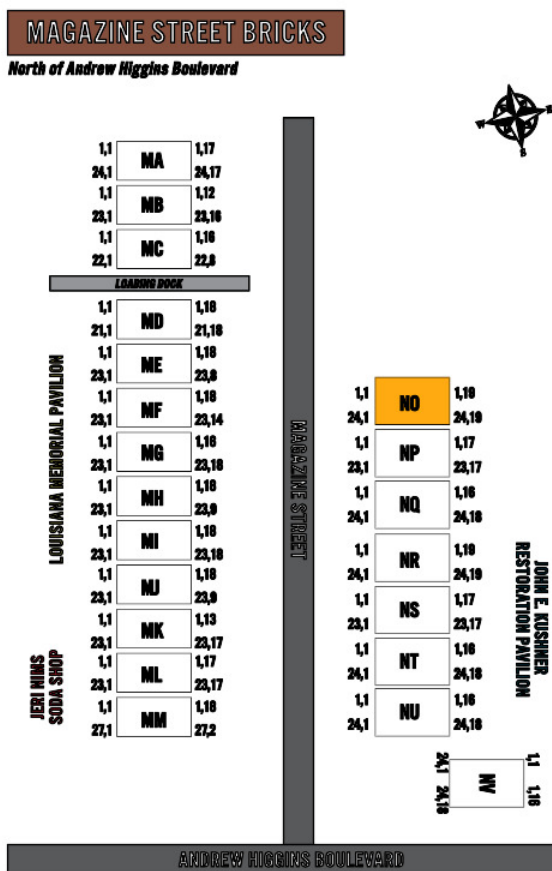 MAGAZINE STREET BRICKS
North of Andrew Higgins Boulevard
N
W
E
S
1,1 MA 1,17
24,1 24,17
1,1 MB 1,12
23,1 23,16
1,1 MC 1,16
22,1 22,8
LOADING DOCK
1,1 MD 1,18
21,1 21,18
1,1 ME 1,18
23,1 23,8
1,1 MF 1,18
23,1 23,14
1,1 MG 1,18
23,1 23,18
1,1 MH 1,18
23,1 23,9
1,1 MI 1,18
23,1 23,18
1,1 MJ 1,18
23,1 23,9
1,1 MK 1,13
23,1 23,17
1,1 ML 1,17
23,1 23,17
1,1 MM 1,18
27,1 27,2
LOUISIANA MEMORIAL PAVILION
JERI NIMS
SODA SHOP
MAGAZINE STREET
1,1 NO 1,19
24,1 24,19
1,1 NP 1,17
23,1 23,17
1,1 NQ 1,16
24,1 24,18
1,1 NR 1,19
24,1 24,19
1,1 NS 1,17
23,1 23,17
1,1 NT 1,16
24,1 24,18
1,1 NU 1,16
24,1 24,18
JOHN E. KUSHNER
RESTORATION PAVILION
1,1 NV 1,16
24,1 24,18
ANDREW HIGGINS BOULEVARD